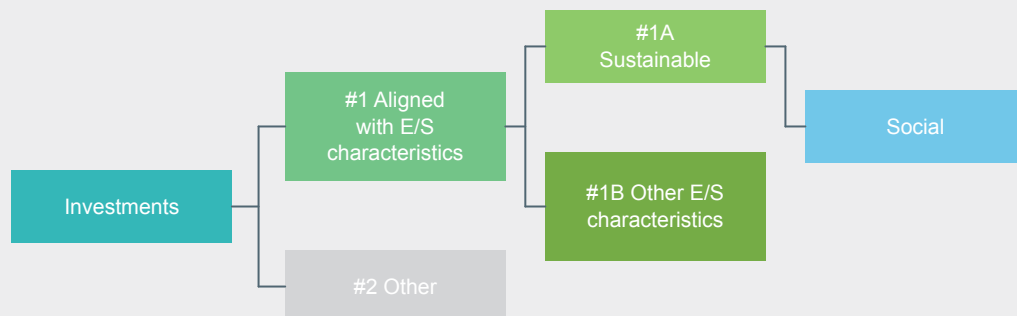 #1A
Sustainable
#1 Aligned
with E/S
characteristics
Social
Investments
#1B Other E/S
characteristics
#2 Other